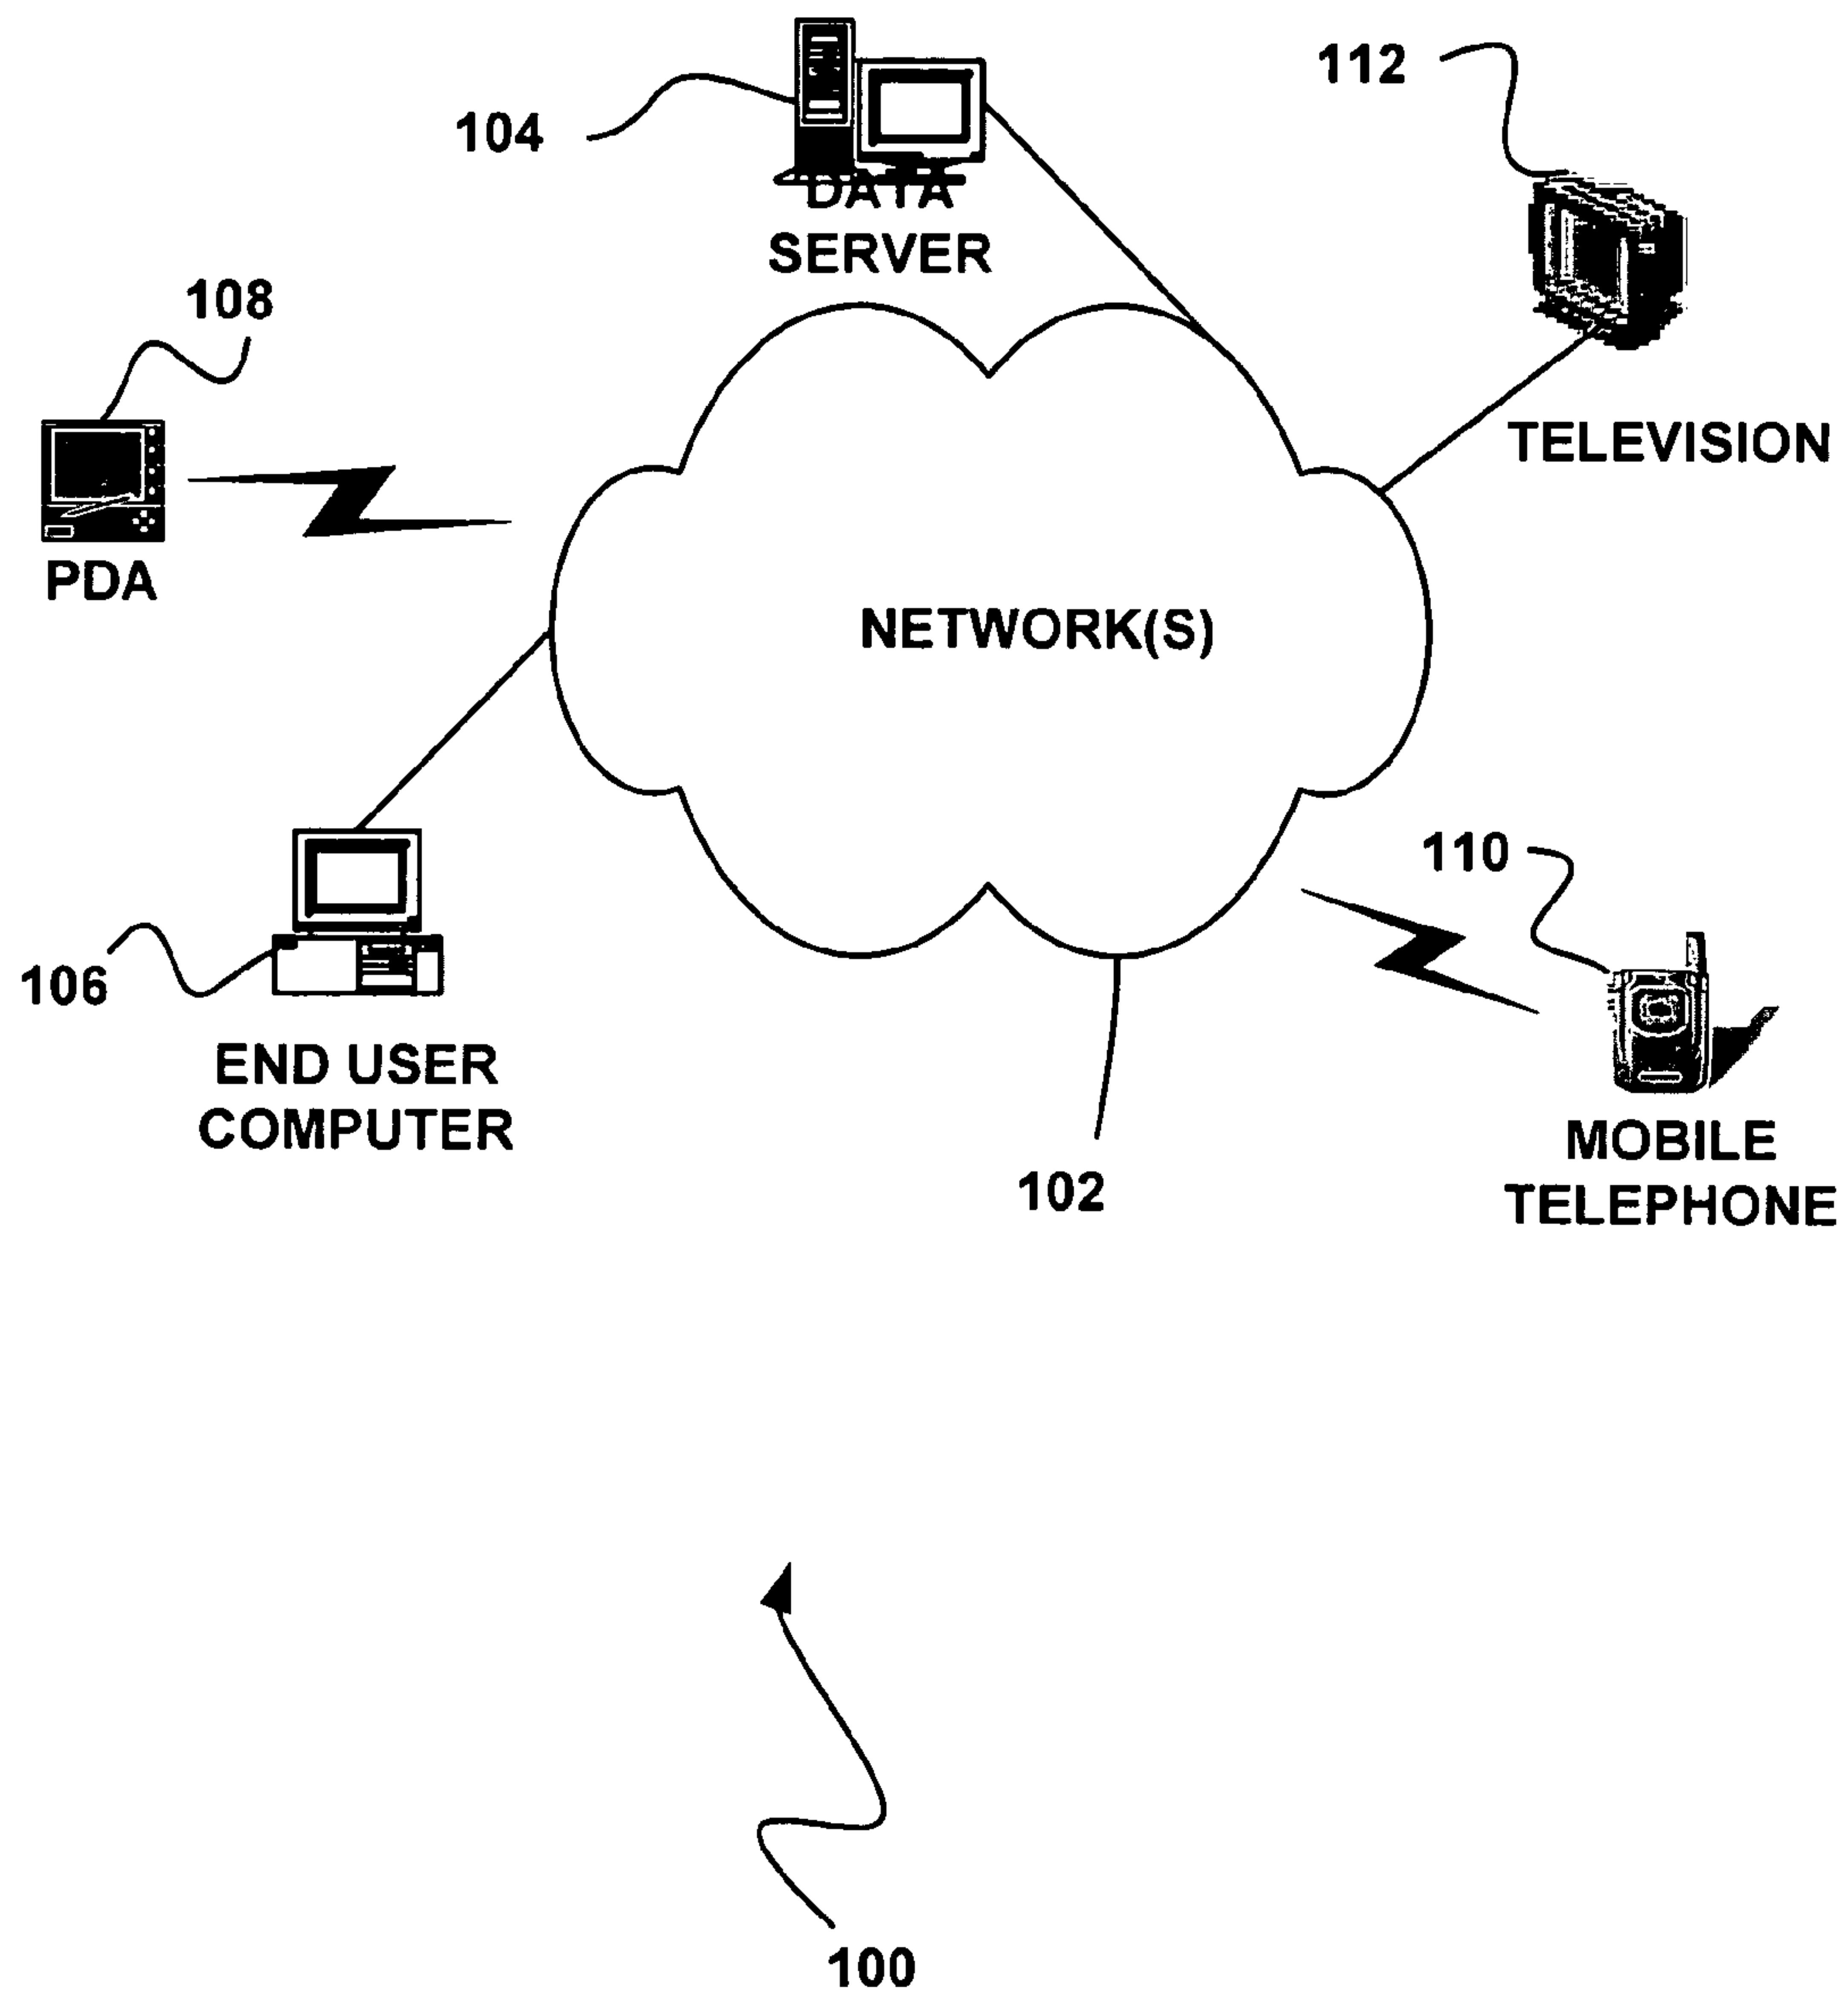 104
112
DATA
SERVER
108
TELEVISION
PDA
NETWORK(S)
110
106
END USER
COMPUTER
102
MOBILE
TELEPHONE
100